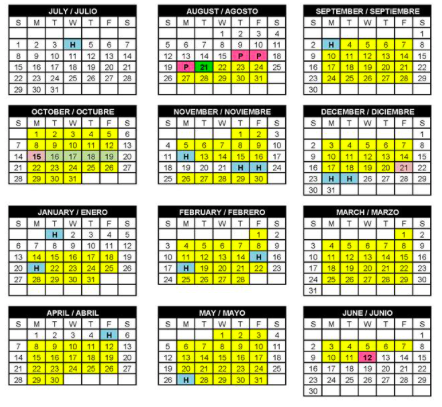 JULY / JULIO
S M T W T F S
1 2 3 H 5 6 7
8 9 10 11 12 13 14
15 16 17 18 19 20 21
22 23 24 25 26 27 28
29 30 31
AUGUST / AGOSTO
S M T W T F S
1 2 3 4
5 6 7 8 9 10 11
12 13 14 15 P P 18
19 P 21 22 23 24 25
26 27 28 29 30 31
SEPTEMBER / SEPTIEMBRE
S M T W T F S
1
2 H 4 5 6 7 8
9 10 11 12 13 14 15
16 17 18 19 20 21 22
23 24 25 26 27 28 29
30
OCTOBER / OCTUBRE
S M T W T F S
1 2 3 4 5 6
7 8 9 10 11 12 13
14 15 16 17 18 19 20
21 22 23 24 25 26 27
28 29 30 31
NOVEMBER / NOVIEMBRE
S M T W T F S
1 2 3
4 5 6 7 8 9 10
11 H 13 14 15 16 17
18 19 20 21 H H 24
25 26 27 28 29 30
DECEMBER / DICIEMBRE
S M T W T F S
1
2 3 4 5 6 7 8
9 10 11 12 13 14 15
16 17 18 19 20 21 22
23 H H 26 27 28 29
30 31
JANUARY / ENERO
S M T W T F S
H 2 3 4 5
6 7 8 9 10 11 12
13 14 15 16 17 18 19
20 H 22 23 24 25 26
27 28 29 30 31
FEBRUARY / FEBRERO
S M T W T F S
1 2
3 4 5 6 7 8 9
10 11 12 13 14 H 16
17 H 19 20 21 22 23
24 25 26 27 28
MARCH / MARZO
S M T W T F S
1 2
3 4 5 6 7 8 9
10 11 12 13 14 15 16
17 18 19 20 21 22 23
24 25 26 27 28 29 30
31
APRIL / ABRIL
S M T W T F S
1 2 3 4 H 6
7 8 9 10 11 12 13
14 15 16 17 18 19 20
21 22 23 24 25 26 27
28 29 30
MAY / MAYO
S M T W T F S
1 2 3 4
5 6 7 8 9 10 11
12 13 14 15 16 17 18
19 20 21 22 23 24 25
26 H 28 29 30 31
JUNE / JUNIO
S M T W T F S
1
2 3 4 5 6 7 8
9 10 11 12 13 14 15
16 17 18 19 20 21 22
23 24 25 26 27 28 29
30